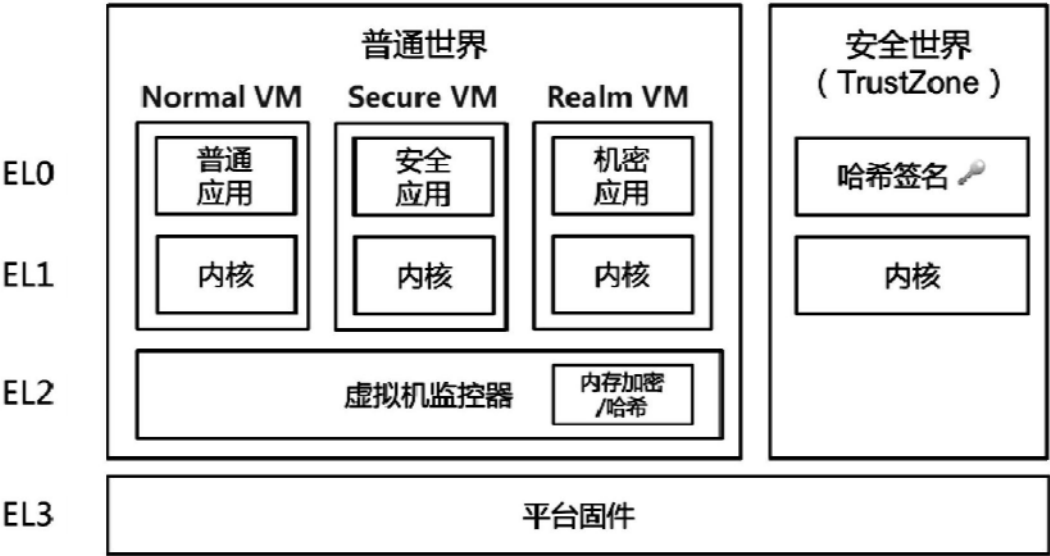 普通世界
安全世界
（TrustZone）
Normal VM
Secure VM
Realm VM
EL0
普通
应用
安全
应用
机密
应用
哈希签名
EL1
内核
内核
内核
内核
EL2
虚拟机监控器
内存加密
/哈希
EL3
平台固件